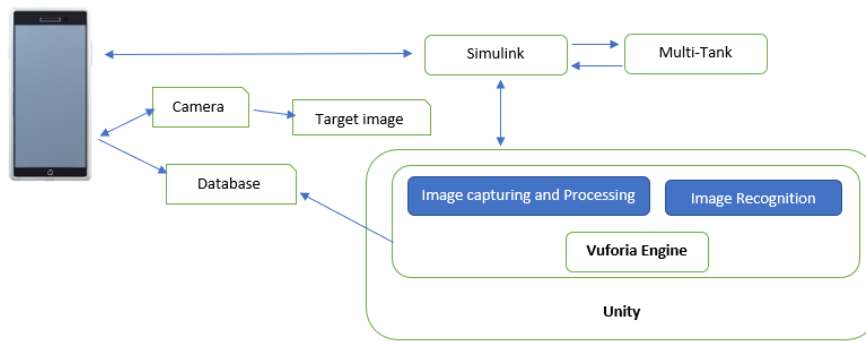 Simulink
Multi-Tank
Camera
Target image
Database
Image capturing and Processing
Image Recognition
Vuforia Engine
Unity